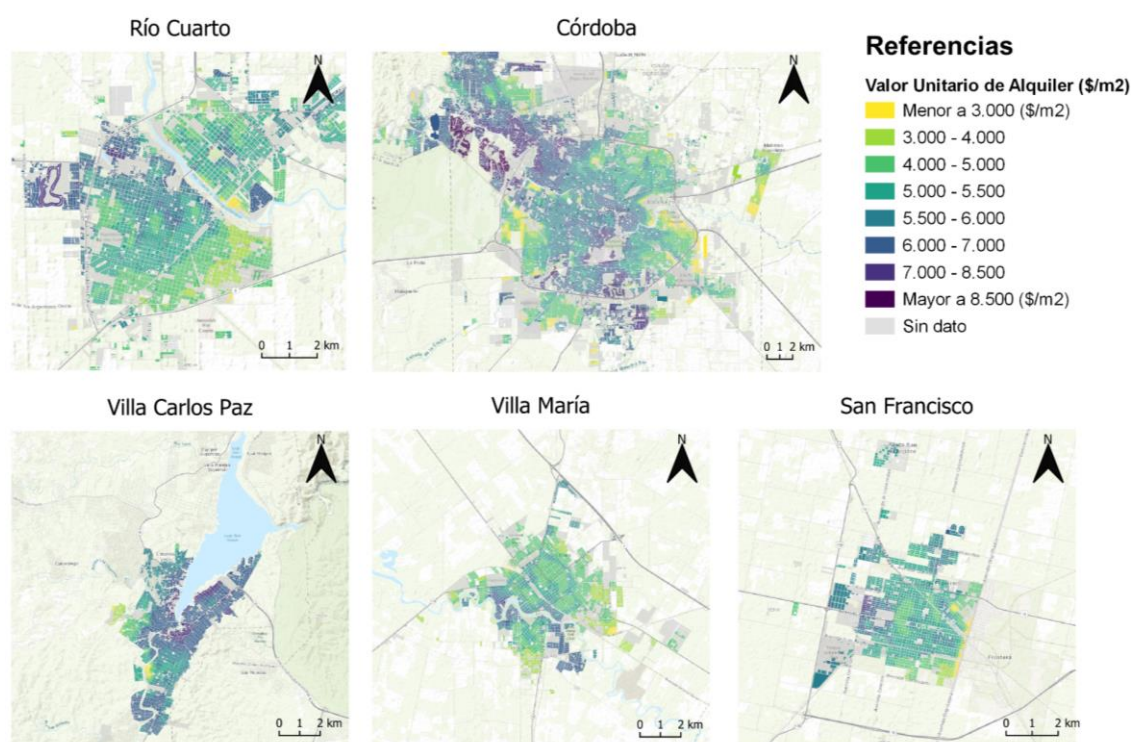 Río Cuarto
Córdoba
N
0 1 2 km
N
0 1 2 km
Referencias
Valor Unitario de Alquiler ($/m2)
Menor a 3.000 ($/m2)
3.000 - 4.000
4.000 - 5.000
5.000 - 5.500
5.500 - 6.000
6.000 - 7.000
7.000 - 8.500
Mayor a 8.500 ($/m2)
Sin dato
Villa Carlos Paz
Villa María
San Francisco
N
0 1 2 km
N
0 1 2 km
N
0 1 2 km